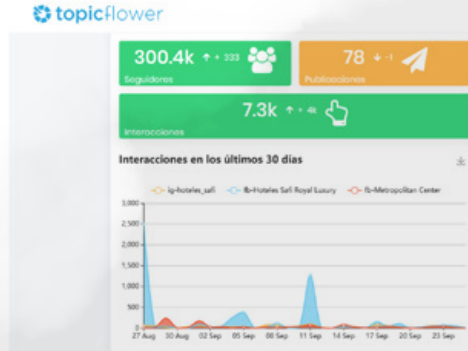 topicflower
300.4k ↑ + 333
Seguidores
78 ↓ -1
Publicaciones
7.3k ↑ + 4k
Interacciones
Interacciones en los últimos 30 días
ig-hoteles_safi fb-Hoteles Safi Royal Luxury fb-Metropolitan Center
3,000
2,500
2,000
1,500
1,000
500
0
27 Aug 30 Aug 02 Sep 05 Sep 08 Sep 11 Sep 14 Sep 17 Sep 20 Sep 23 Sep